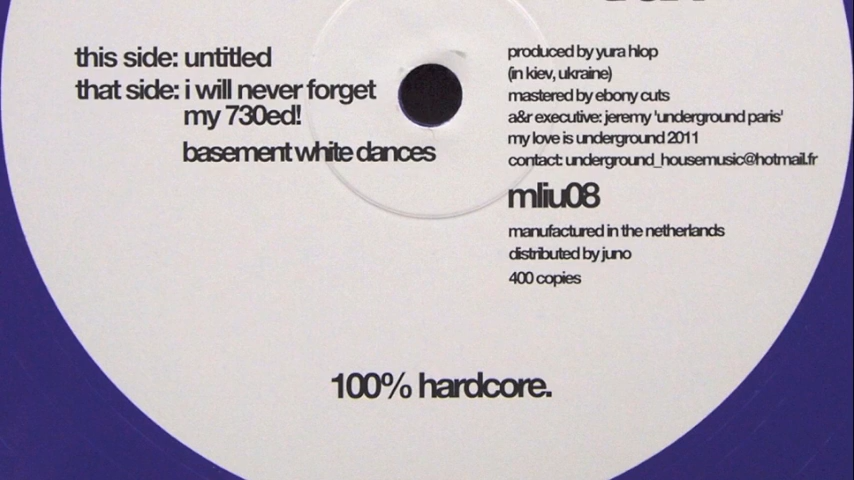 this side: untitled
that side: i will never forget
my 730ed!
basement white dances
produced by yura hlop
(in kiev, ukraine)
mastered by ebony cuts
a&r executive: jeremy 'underground paris'
my love is underground 2011
contact: underground_housemusic@hotmail.fr
mliu08
manufactured in the netherlands
distributed by juno
400 copies
100% hardcore.